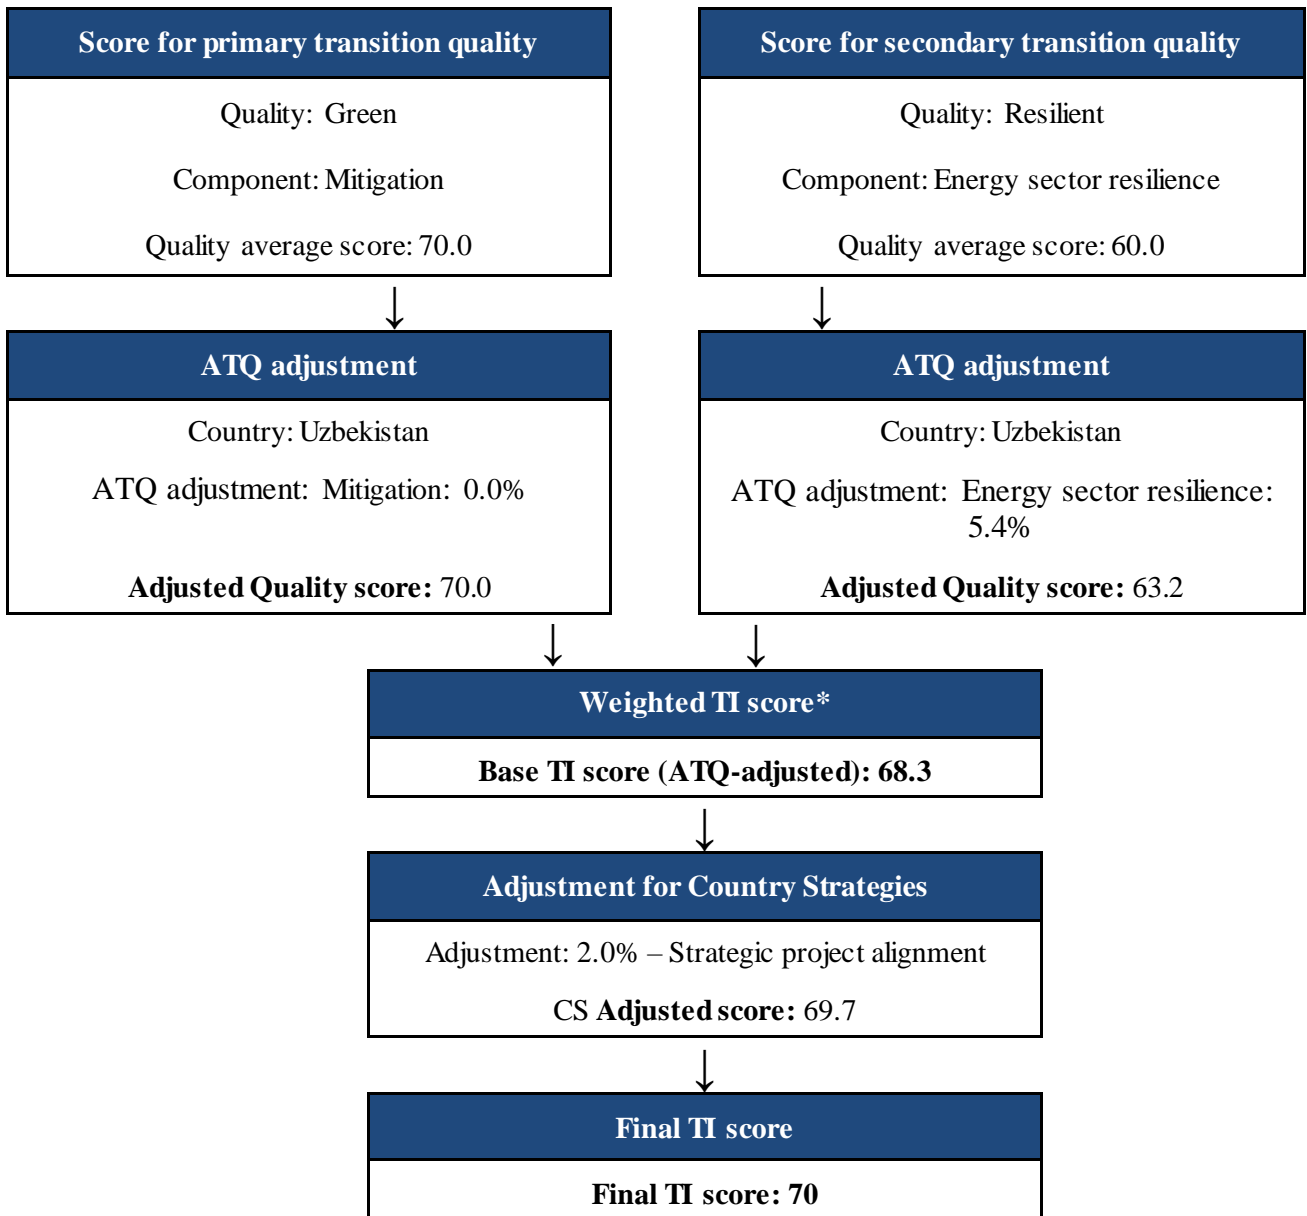 Score for primary transition quality
Quality: Green
Component: Mitigation
Quality average score: 70.0
Score for secondary transition quality
Quality: Resilient
Component: Energy sector resilience
Quality average score: 60.0
ATQ adjustment
Country: Uzbekistan
ATQ adjustment: Mitigation: 0.0%
Adjusted Quality score: 70.0
ATQ adjustment
Country: Uzbekistan
ATQ adjustment: Energy sector resilience:
5.4%
Adjusted Quality score: 63.2
Weighted TI score*
Base TI score (ATQ-adjusted): 68.3
Adjustment for Country Strategies
Adjustment: 2.0% – Strategic project alignment
CS Adjusted score: 69.7
Final TI score
Final TI score: 70